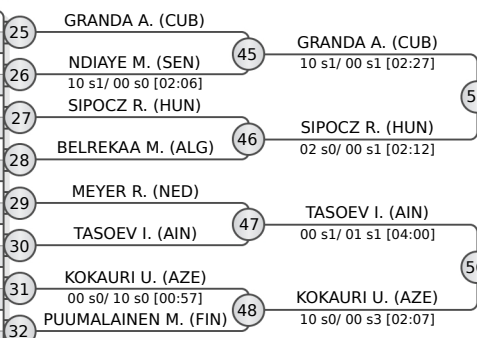 25
GRANDA A. (CUB)
26
NDIAYE M. (SEN)
10 s1/ 00 s0 [02:06]
45
GRANDA A. (CUB)
10 s1/ 00 s1 [02:27]
27
SIPOCZ R. (HUN)
28
BELREKAA M. (ALG)
46
SIPOCZ R. (HUN)
02 s0/ 00 s1 [02:12]
29
MEYER R. (NED)
30
TASOEV I. (AIN)
47
TASOEV I. (AIN)
00 s1/ 01 s1 [04:00]
31
KOKAURI U. (AZE)
00 s0/ 10 s0 [00:57]
32
PUUMALAINEN M. (FIN)
48
KOKAURI U. (AZE)
10 s0/ 00 s3 [02:07]